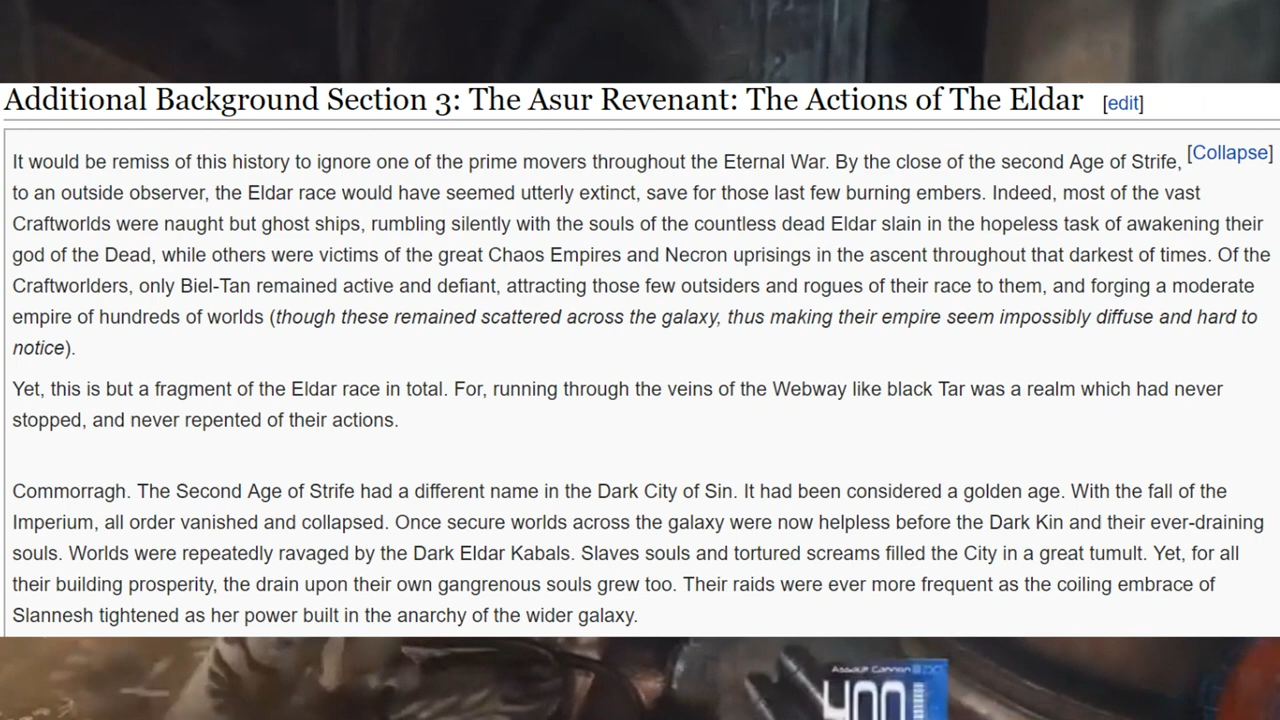 Additional Background Section 3: The Asur Revenant: The Actions of The Eldar [edit]
[Collapse]
It would be remiss of this history to ignore one of the prime movers throughout the Eternal War. By the close of the second Age of Strife,
to an outside observer, the Eldar race would have seemed utterly extinct, save for those last few burning embers. Indeed, most of the vast
Craftworlds were naught but ghost ships, rumbling silently with the souls of the countless dead Eldar slain in the hopeless task of awakening their
god of the Dead, while others were victims of the great Chaos Empires and Necron uprisings in the ascent throughout that darkest of times. Of the
Craftworlders, only Biel-Tan remained active and defiant, attracting those few outsiders and rogues of their race to them, and forging a moderate
empire of hundreds of worlds (though these remained scattered across the galaxy, thus making their empire seem impossibly diffuse and hard to
notice).
Yet, this is but a fragment of the Eldar race in total. For, running through the veins of the Webway like black Tar was a realm which had never
stopped, and never repented of their actions.
Commorragh. The Second Age of Strife had a different name in the Dark City of Sin. It had been considered a golden age. With the fall of the
Imperium, all order vanished and collapsed. Once secure worlds across the galaxy were now helpless before the Dark Kin and their ever-draining
souls. Worlds were repeatedly ravaged by the Dark Eldar Kabals. Slaves souls and tortured screams filled the City in a great tumult. Yet, for all
their building prosperity, the drain upon their own gangrenous souls grew too. Their raids were ever more frequent as the coiling embrace of
Slannesh tightened as her power built in the anarchy of the wider galaxy.
Assault Cannon
400